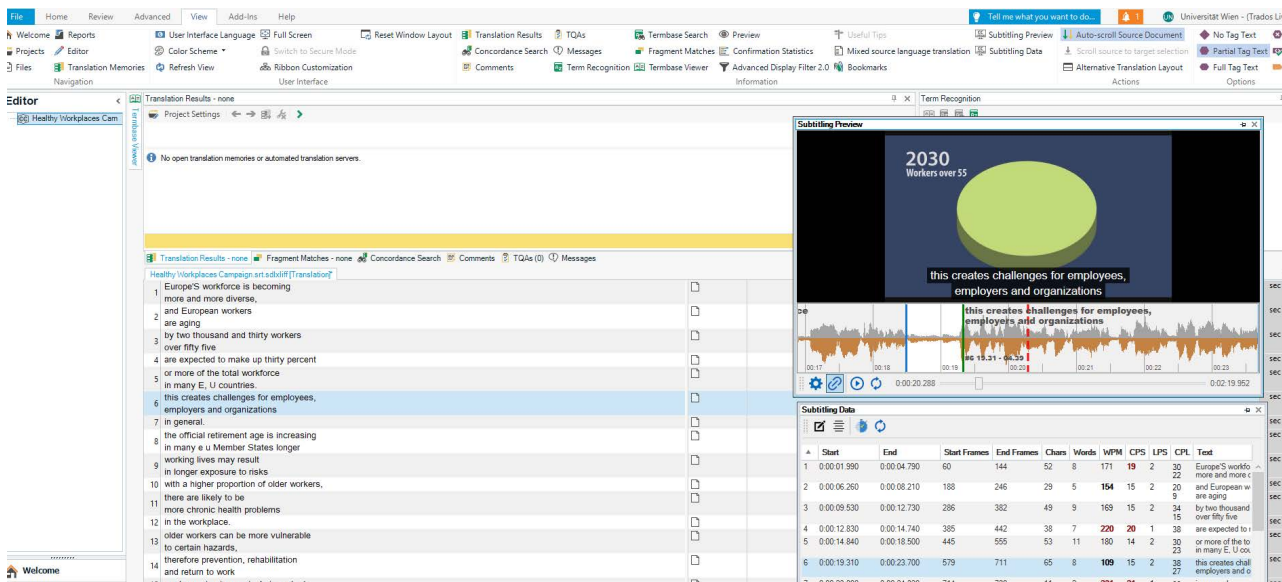 File Home Review Advanced View Add-Ins Help Tell me what you want to do... 1 UN Universität Wien - (Trados Li
Welcome Reports User Interface Language Full Screen Reset Window Layout Translation Results TQAs Termbase Search Preview Useful Tips Subtitling Preview Auto-scroll Source Document No Tag Text
Projects Editor Color Scheme Switch to Secure Mode Concordance Search Messages Fragment Matches Confirmation Statistics Mixed source language translation Subtitling Data Scroll source to target selection Partial Tag Text
Files Translation Memories Refresh View Ribbon Customization Comments Term Recognition Termbase Viewer Advanced Display Filter 2.0 Bookmarks Alternative Translation Layout Full Tag Text
Navigation User Interface Information Actions Options
Editor
Healthy Workplaces Cam
Termbase Viewer
Translation Results - none
Project Settings
No open translation memories or automated translation servers.
Term Recognition
Translation Results - none Fragment Matches - none Concordance Search Comments TQAs (0) Messages
Healthy Workplaces Campaign.srt.sdlxliff [Translation]*
1 Europe'S workforce is becoming
more and more diverse,
2 and European workers
are aging
3 by two thousand and thirty workers
over fifty five
4 are expected to make up thirty percent
5 or more of the total workforce
in many E, U countries.
6 this creates challenges for employees,
employers and organizations
7 in general.
8 the official retirement age is increasing
in many e u Member States longer
9 working lives may result
in longer exposure to risks
10 with a higher proportion of older workers,
11 there are likely to be
more chronic health problems
12 in the workplace.
13 older workers can be more vulnerable
to certain hazards,
14 therefore prevention, rehabilitation
and return to work
Welcome
Subtitling Preview
2030
Workers over 55
this creates challenges for employees,
employers and organizations
this creates challenges for employees,
employers and organizations
#6 19.31 - 04.39
00:17 00:18 00:19 00:20 00:21 00:22 00:23
0:00:20.288 0:02:19.952
Subtitling Data
Start End Start Frames End Frames Chars Words WPM CPS LPS CPL Text
1 0:00:01.990 0:00:04.790 60 144 52 8 171 19 2 30 Europe'S workfo
22 more and more d
2 0:00:06.260 0:00:08.210 188 246 29 5 154 15 2 20 and European w
9 are aging
3 0:00:09.530 0:00:12.730 286 382 49 9 169 15 2 34 by two thousand
15 over fifty five
4 0:00:12.830 0:00:14.740 385 442 38 7 220 20 1 38 are expected to
5 0:00:14.840 0:00:18.500 445 555 53 11 180 14 2 30 or more of the to
23 in many E, U cou
6 0:00:19.310 0:00:23.700 579 711 65 8 109 15 2 38 this creates chall
27 employers and o
sec
sec
sec
sec
sec
sec
sec
sec
sec
sec
sec
sec